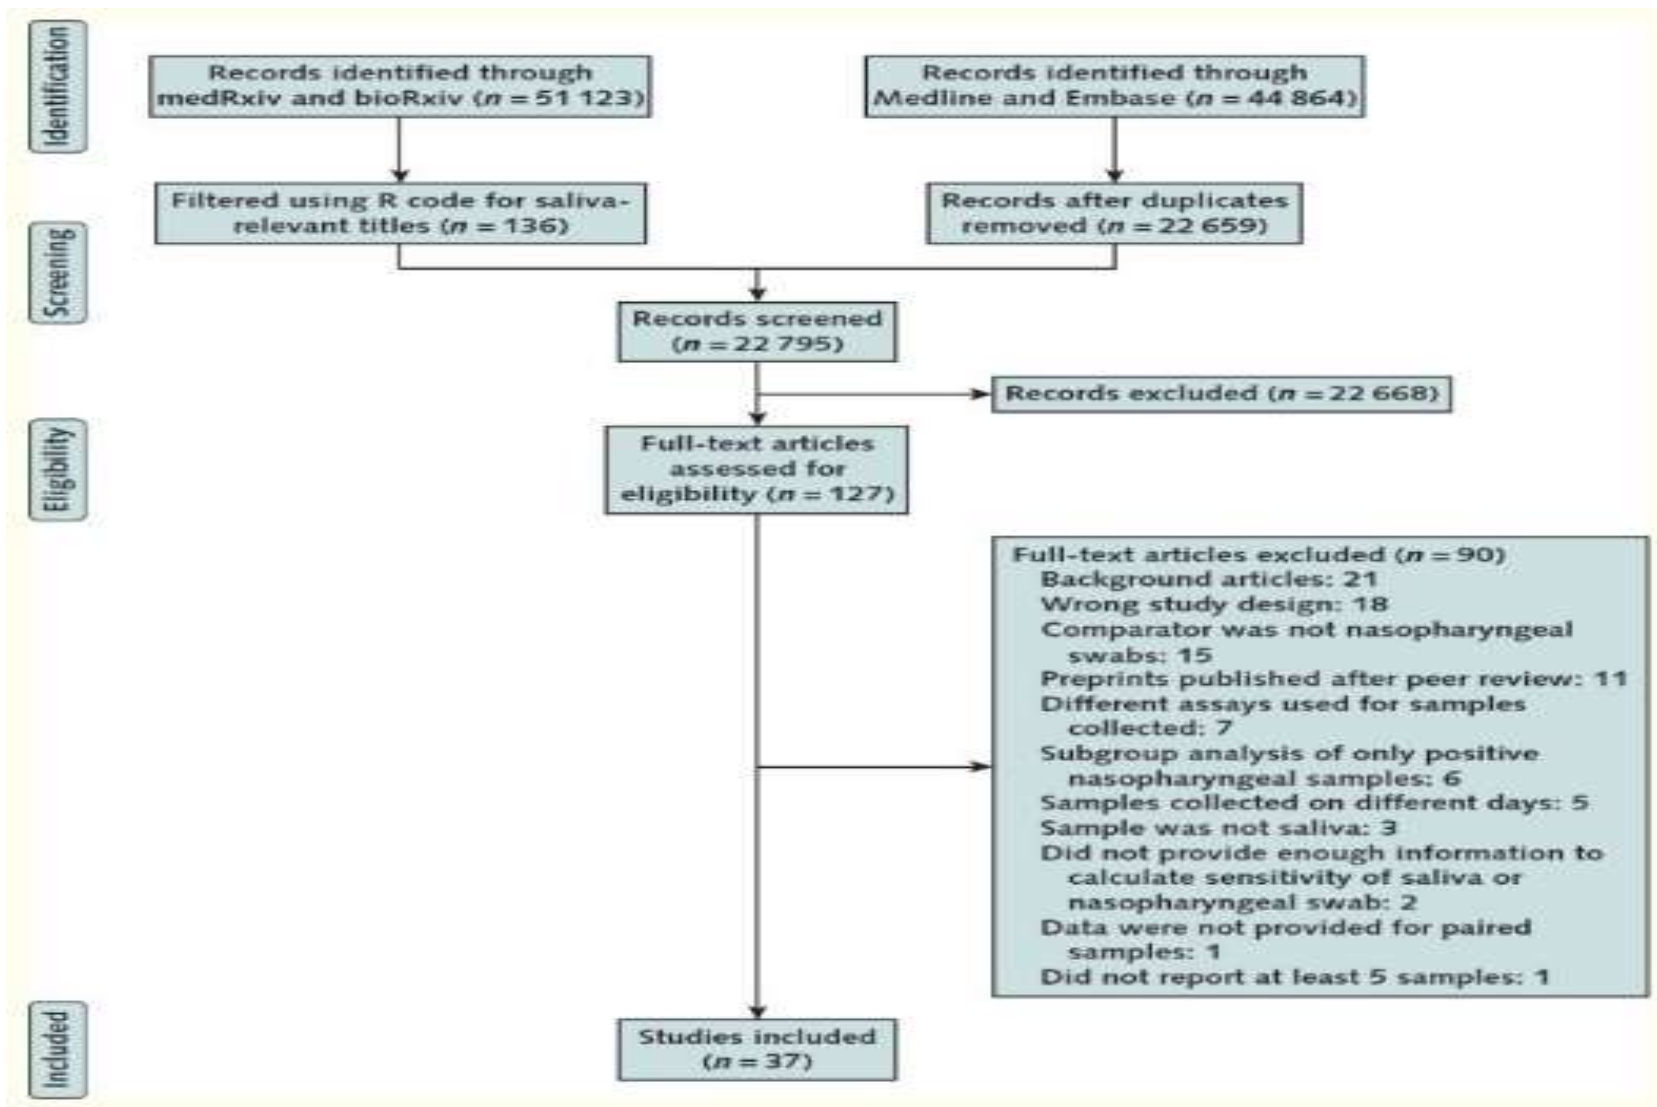 Identification
Records identified through
medRxiv and bioRxiv (n = 51 123)
Records identified through
Medline and Embase (n = 44 864)
Filtered using R code for saliva-
relevant titles (n = 136)
Records after duplicates
removed (n = 22 659)
Screening
Records screened
(n = 22 795)
Records excluded (n = 22 668)
Eligibility
Full-text articles
assessed for
eligibility (n = 127)
Full-text articles excluded (n = 90)
Background articles: 21
Wrong study design: 18
Comparator was not nasopharyngeal
swabs: 15
Preprints published after peer review: 11
Different assays used for samples
collected: 7
Subgroup analysis of only positive
nasopharyngeal samples: 6
Samples collected on different days: 5
Sample was not saliva: 3
Did not provide enough information to
calculate sensitivity of saliva or
nasopharyngeal swab: 2
Data were not provided for paired
samples: 1
Did not report at least 5 samples: 1
Included
Studies included
(n = 37)